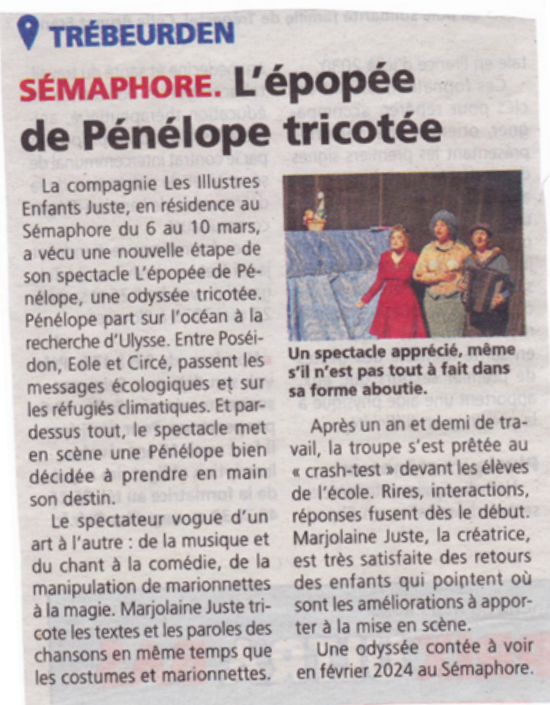 TRÉBEURDEN
SÉMAPHORE. L'épopée
de Pénélope tricotée
La compagnie Les Illustres
Enfants Juste, en résidence au
Sémaphore du 6 au 10 mars,
a vécu une nouvelle étape de
son spectacle L'épopée de Pé-
nélope, une odyssée tricotée.
Pénélope part sur l'océan à la
recherche d'Ulysse. Entre Poséi-
don, Eole et Circé, passent les
messages écologiques et sur
les réfugiés climatiques. Et par-
dessus tout, le spectacle met
en scène une Pénélope bien
décidée à prendre en main
son destin.
Le spectateur vogue d'un
art à l'autre : de la musique et
du chant à la comédie, de la
manipulation de marionnettes
à la magie. Marjolaine Juste tri-
cote les textes et les paroles des
chansons en même temps que
les costumes et marionnettes.
Un spectacle apprécié, même
s'il n'est pas tout à fait dans
sa forme aboutie.
Après un an et demi de tra-
vail, la troupe s'est prêtée au
« crash-test » devant les élèves
de l'école. Rires, interactions,
réponses fusent dès le début.
Marjolaine Juste, la créatrice,
est très satisfaite des retours
des enfants qui pointent où
sont les améliorations à appor-
ter à la mise en scène.
Une odyssée contée à voir
en février 2024 au Sémaphore.